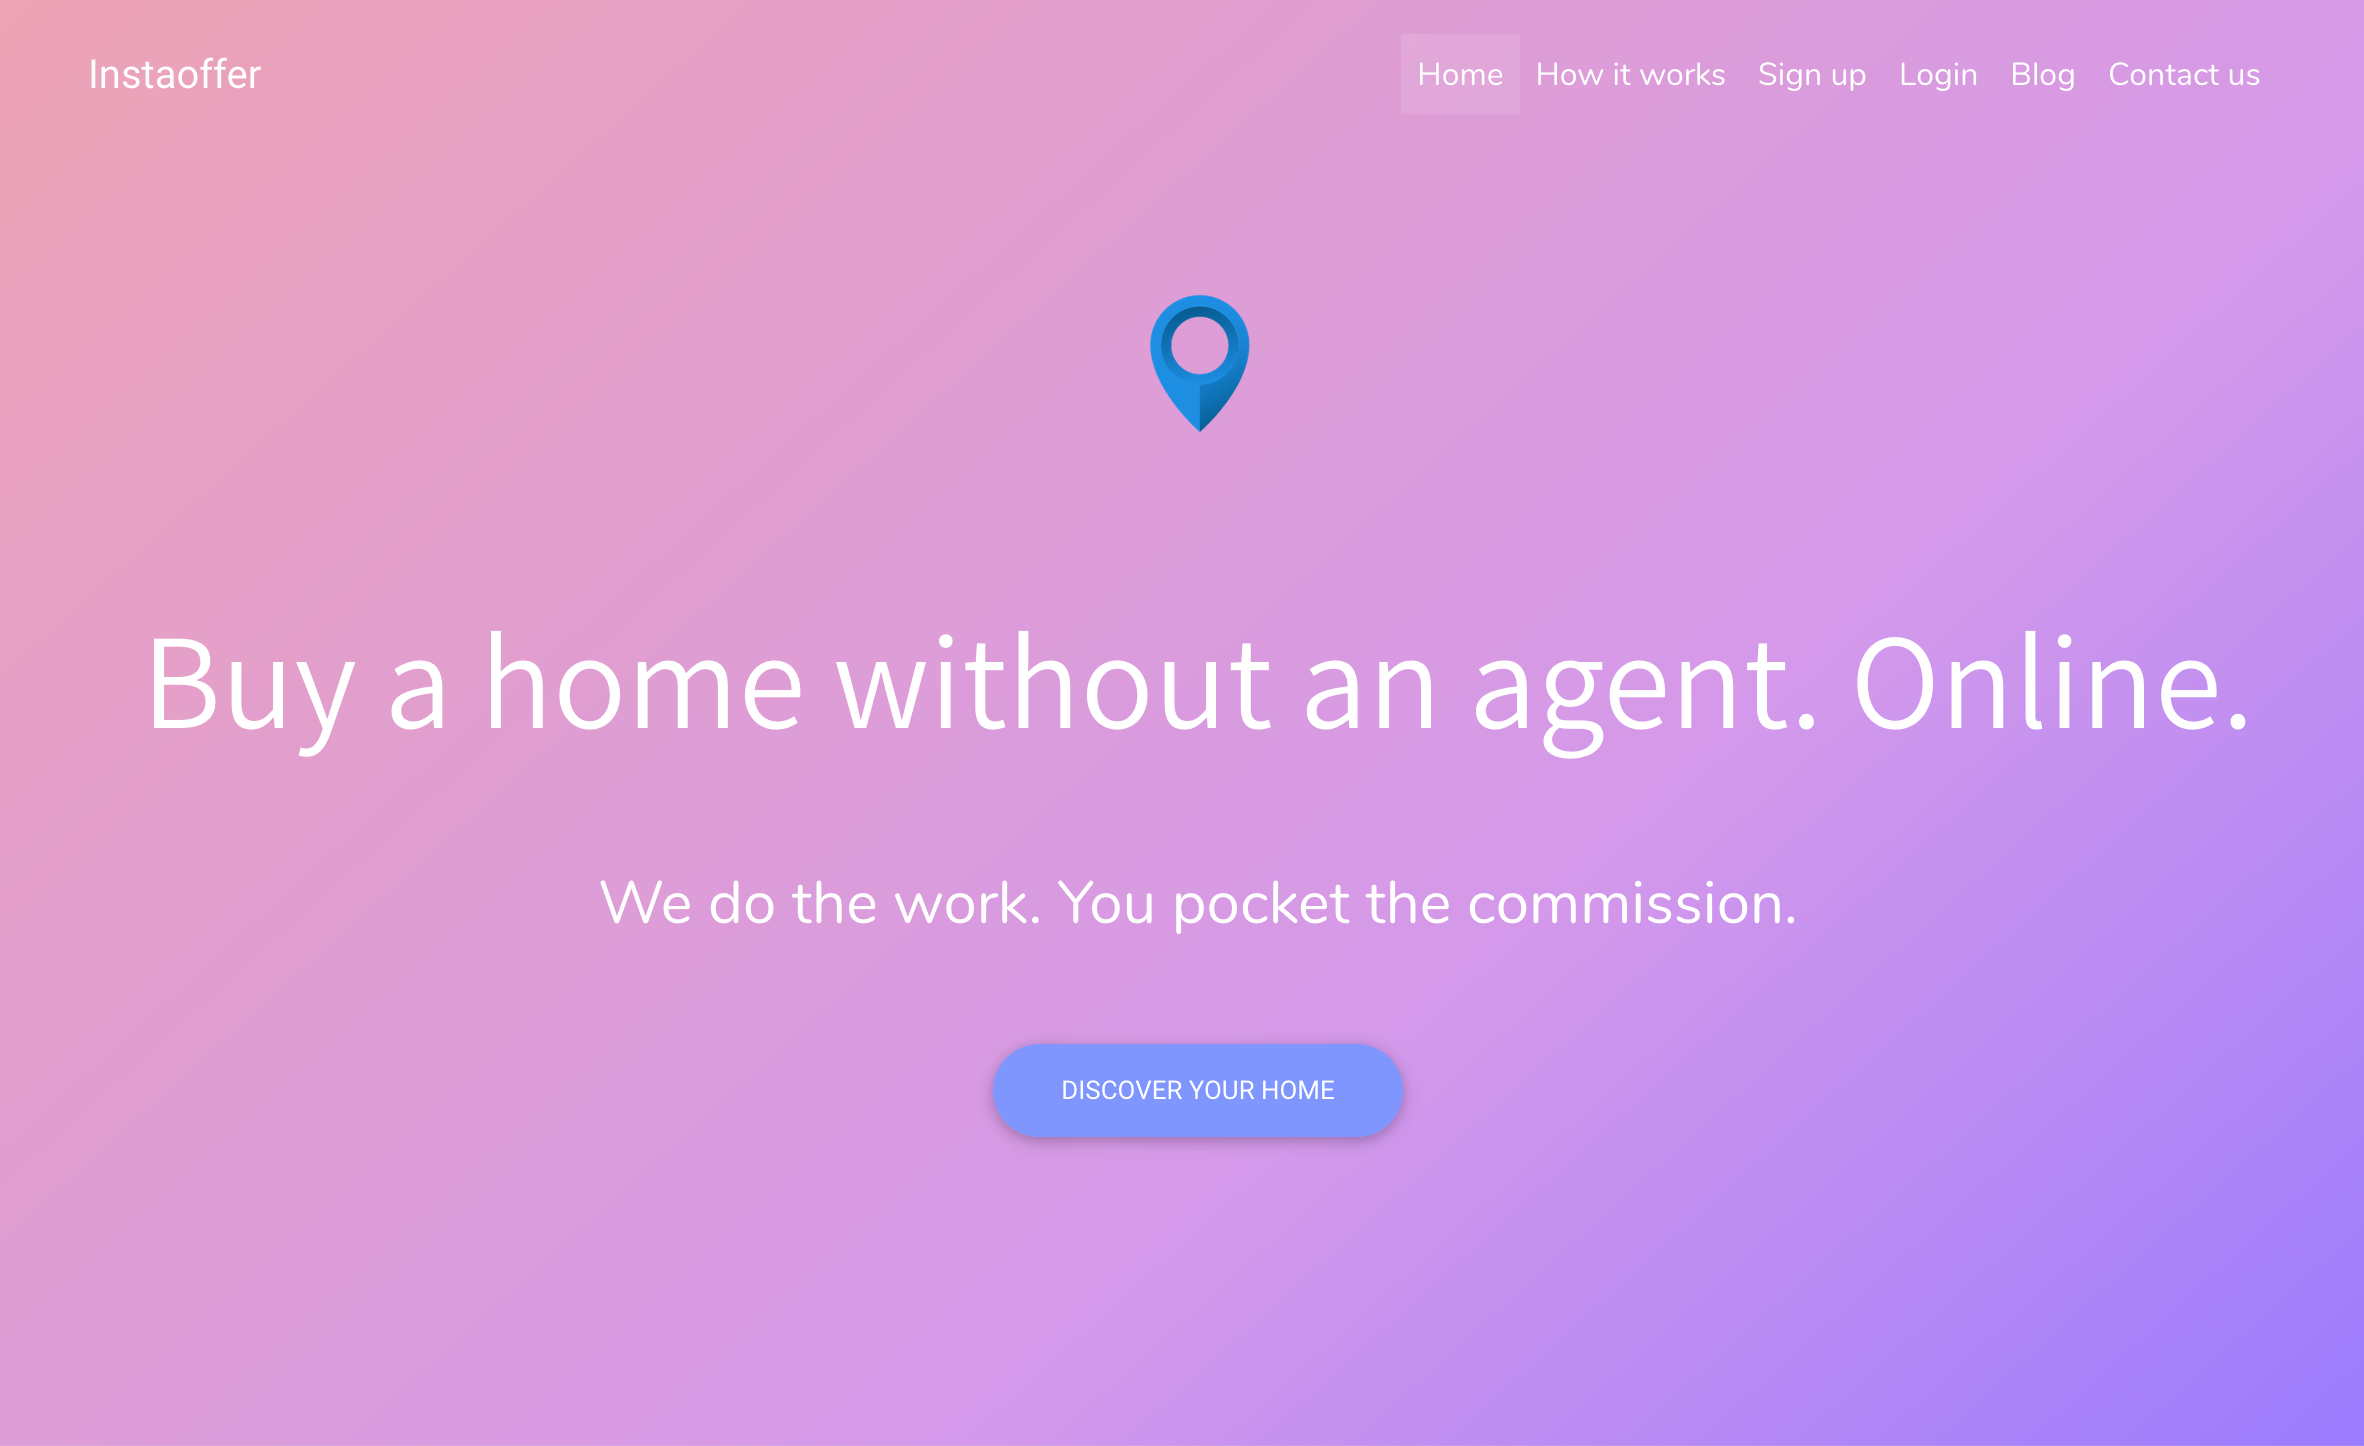 Instaoffer
Home How it works Sign up Login Blog Contact us
Buy a home without an agent. Online.
We do the work. You pocket the commission.
DISCOVER YOUR HOME